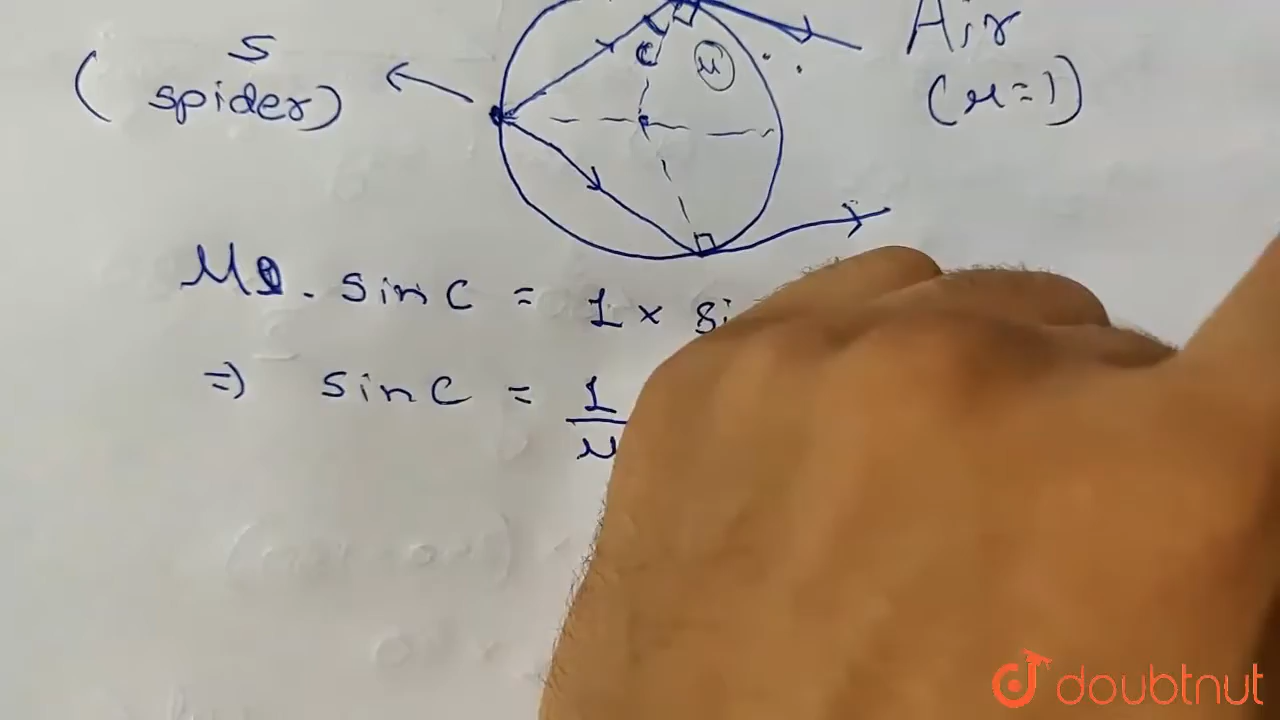 S
(spider)
Air
(μ=1)
C
μ
μ . sin C = 1 × si
⇒ sin C = 1/μ
doubtnut